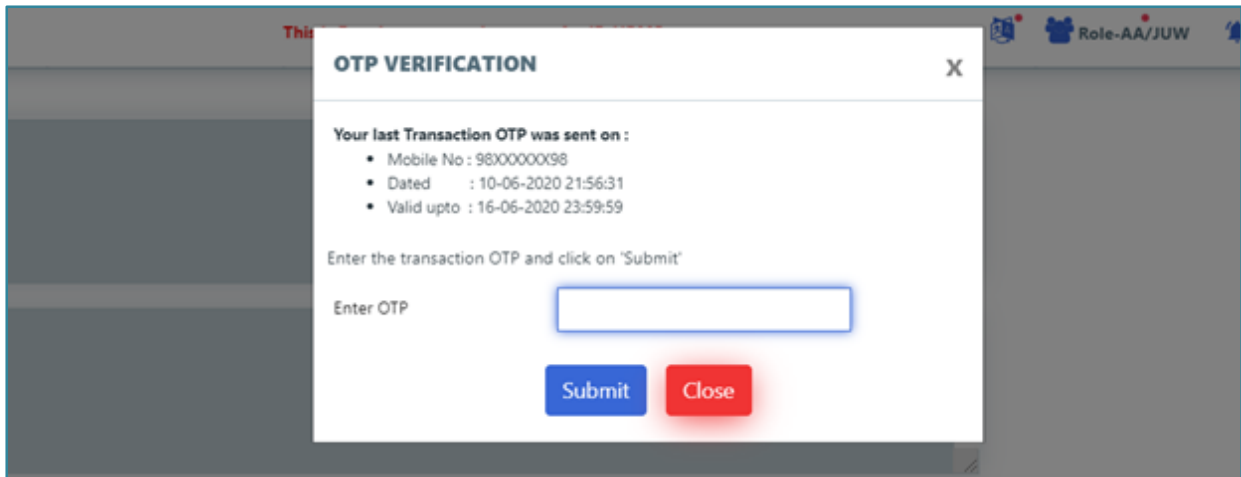 This
Role-AA/JUW
OTP VERIFICATION
X
Your last Transaction OTP was sent on :
• Mobile No : 98XXXXXX98
• Dated : 10-06-2020 21:56:31
• Valid upto : 16-06-2020 23:59:59
Enter the transaction OTP and click on 'Submit'
Enter OTP
Submit
Close